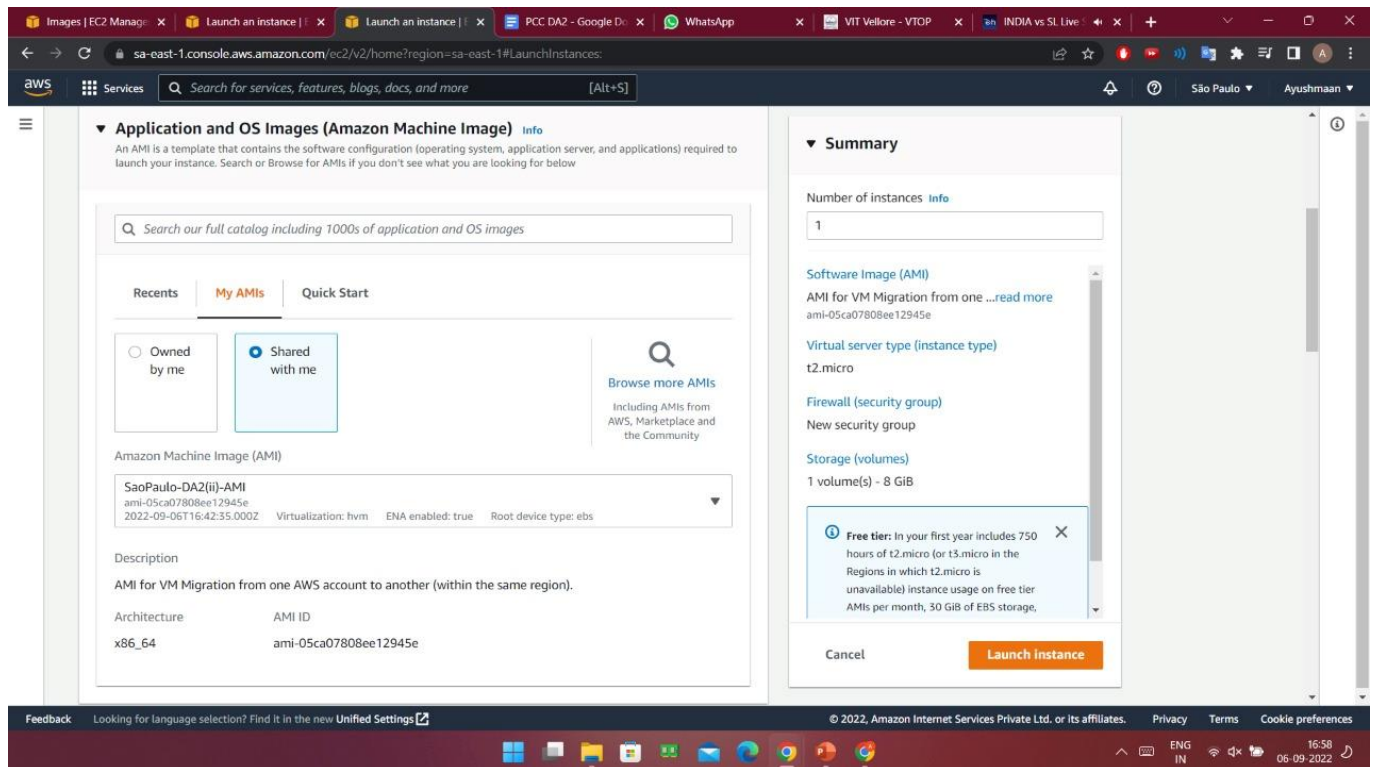 Images | EC2 Manage
Launch an instance | E
Launch an instance | E
PCC DA2 - Google Do
WhatsApp
VIT Vellore - VTOP
INDIA vs SL Live S
sa-east-1.console.aws.amazon.com/ec2/v2/home?region=sa-east-1#LaunchInstances:
A
aws
Services
Search for services, features, blogs, docs, and more
[Alt+S]
São Paulo
Ayushmaan
Application and OS Images (Amazon Machine Image) Info
An AMI is a template that contains the software configuration (operating system, application server, and applications) required to
launch your instance. Search or Browse for AMIs if you don't see what you are looking for below
Search our full catalog including 1000s of application and OS images
Recents
My AMIs
Quick Start
Owned
by me
Shared
with me
Browse more AMIs
Including AMIs from
AWS, Marketplace and
the Community
Amazon Machine Image (AMI)
SaoPaulo-DA2(ii)-AMI
ami-05ca07808ee12945e
2022-09-06T16:42:35.000Z Virtualization: hvm ENA enabled: true Root device type: ebs
Description
AMI for VM Migration from one AWS account to another (within the same region).
Architecture
AMI ID
x86_64
ami-05ca07808ee12945e
Summary
Number of instances Info
1
Software Image (AMI)
AMI for VM Migration from one ...read more
ami-05ca07808ee12945e
Virtual server type (instance type)
t2.micro
Firewall (security group)
New security group
Storage (volumes)
1 volume(s) - 8 GiB
Free tier: In your first year includes 750
hours of t2.micro (or t3.micro in the
Regions in which t2.micro is
unavailable) instance usage on free tier
AMIs per month, 30 GiB of EBS storage,
Cancel
Launch instance
Feedback
Looking for language selection? Find it in the new Unified Settings
© 2022, Amazon Internet Services Private Ltd. or its affiliates.
Privacy
Terms
Cookie preferences
ENG
IN
16:58
06-09-2022